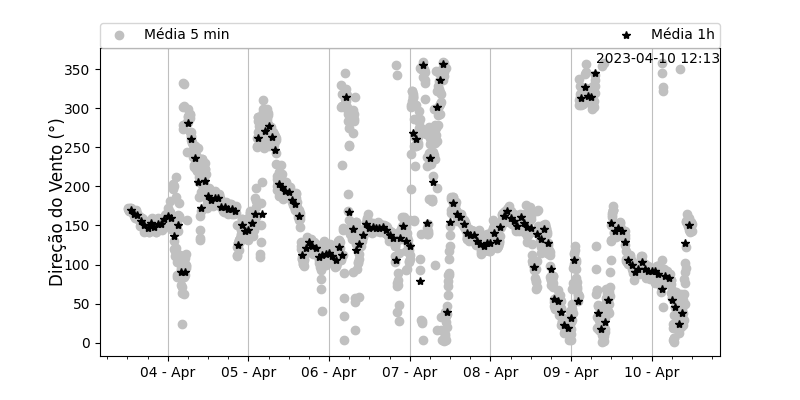 Média 5 min
Média 1h
2023-04-10 12:13
Direção do Vento (°)
350
300
250
200
150
100
50
0
04 - Apr
05 - Apr
06 - Apr
07 - Apr
08 - Apr
09 - Apr
10 - Apr